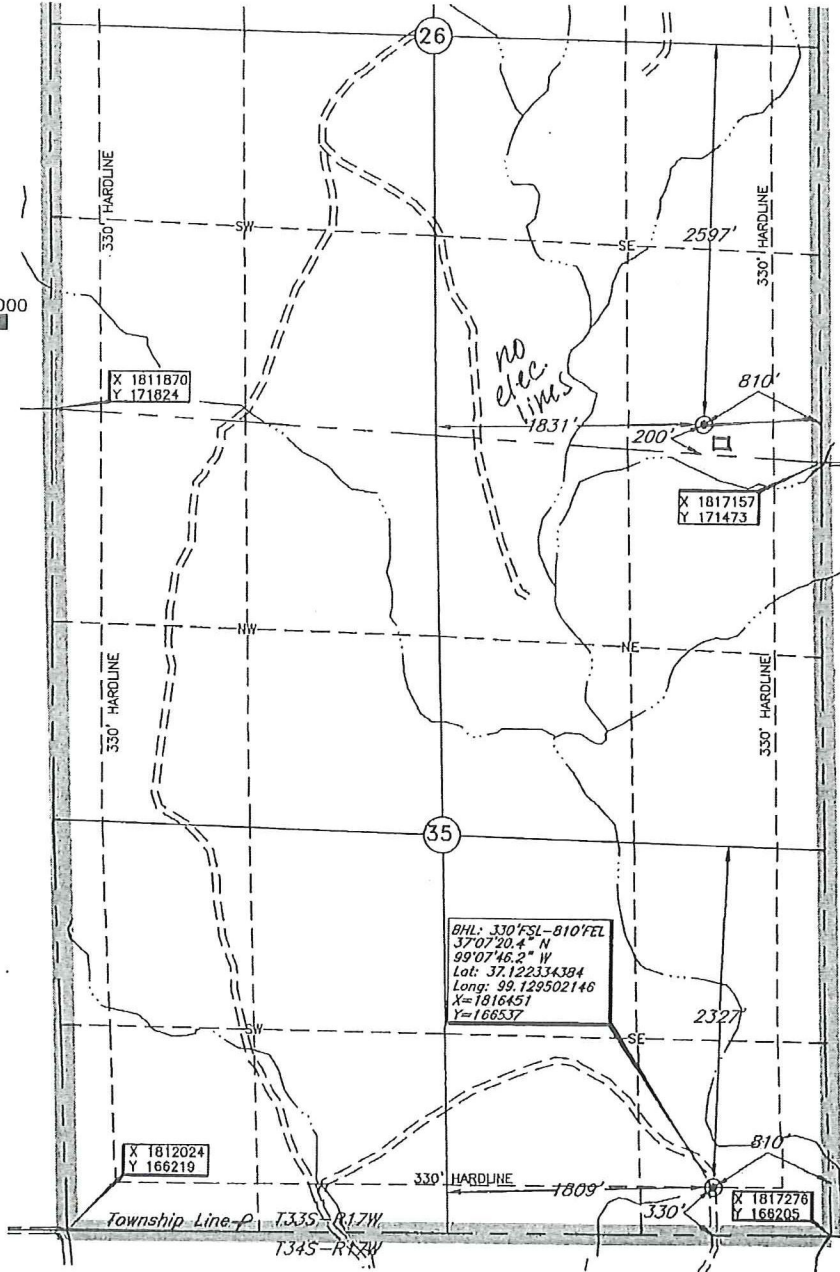 26
330' HARDLINE
330' HARDLINE
SW
SE
2597'
000
no
elec.
lines
X 1811870
Y 171824
810'
1831'
200'
X 1817157
Y 171473
NW
NE
330' HARDLINE
330' HARDLINE
35
BHL: 330'FSL-810'FEL
37°07'20.4" N
99°07'46.2" W
Lat: 37.122334384
Long: 99.129502146
X=1816451
Y=166537
2327'
SW
SE
X 1812024
Y 166219
810'
330' HARDLINE
1809'
330'
X 1817276
Y 166205
Township Line
T33S-R17W
T34S-R17W